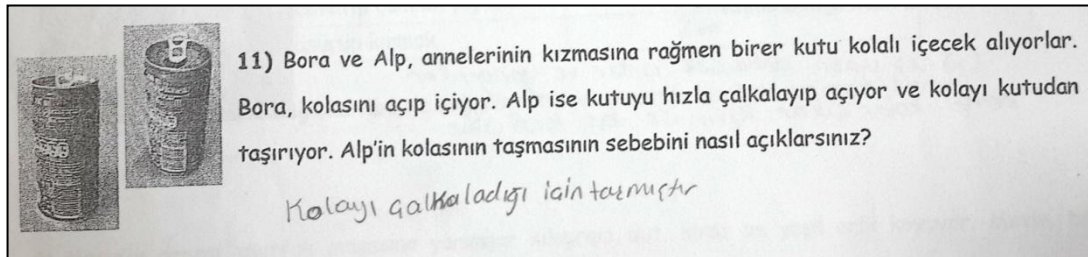 11) Bora ve Alp, annelerinin kızmasına rağmen birer kutu kolalı içecek alıyorlar.
Bora, kolasını açıp içiyor. Alp ise kutuyu hızla çalkalayıp açıyor ve kolayı kutudan
taşırıyor. Alp'in kolasının taşmasının sebebini nasıl açıklarsınız?
Kolayı çalkaladığı için taşmıştır